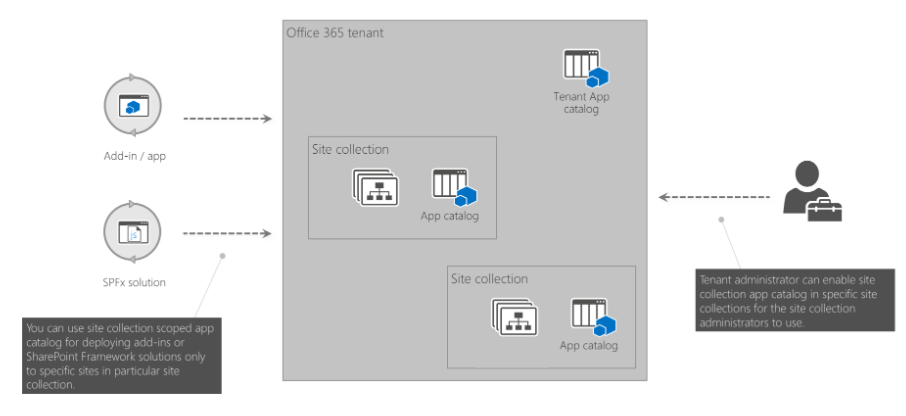 Office 365 tenant
Tenant App
catalog
Add-in / app
Site collection
App catalog
SPFx solution
Site collection
App catalog
You can use site collection scoped app
catalog for deploying add-ins or
SharePoint Framework solutions only
to specific sites in particular site
collection.
Tenant administrator can enable site
collection app catalog in specific site
collections for the site collection
administrators to use.